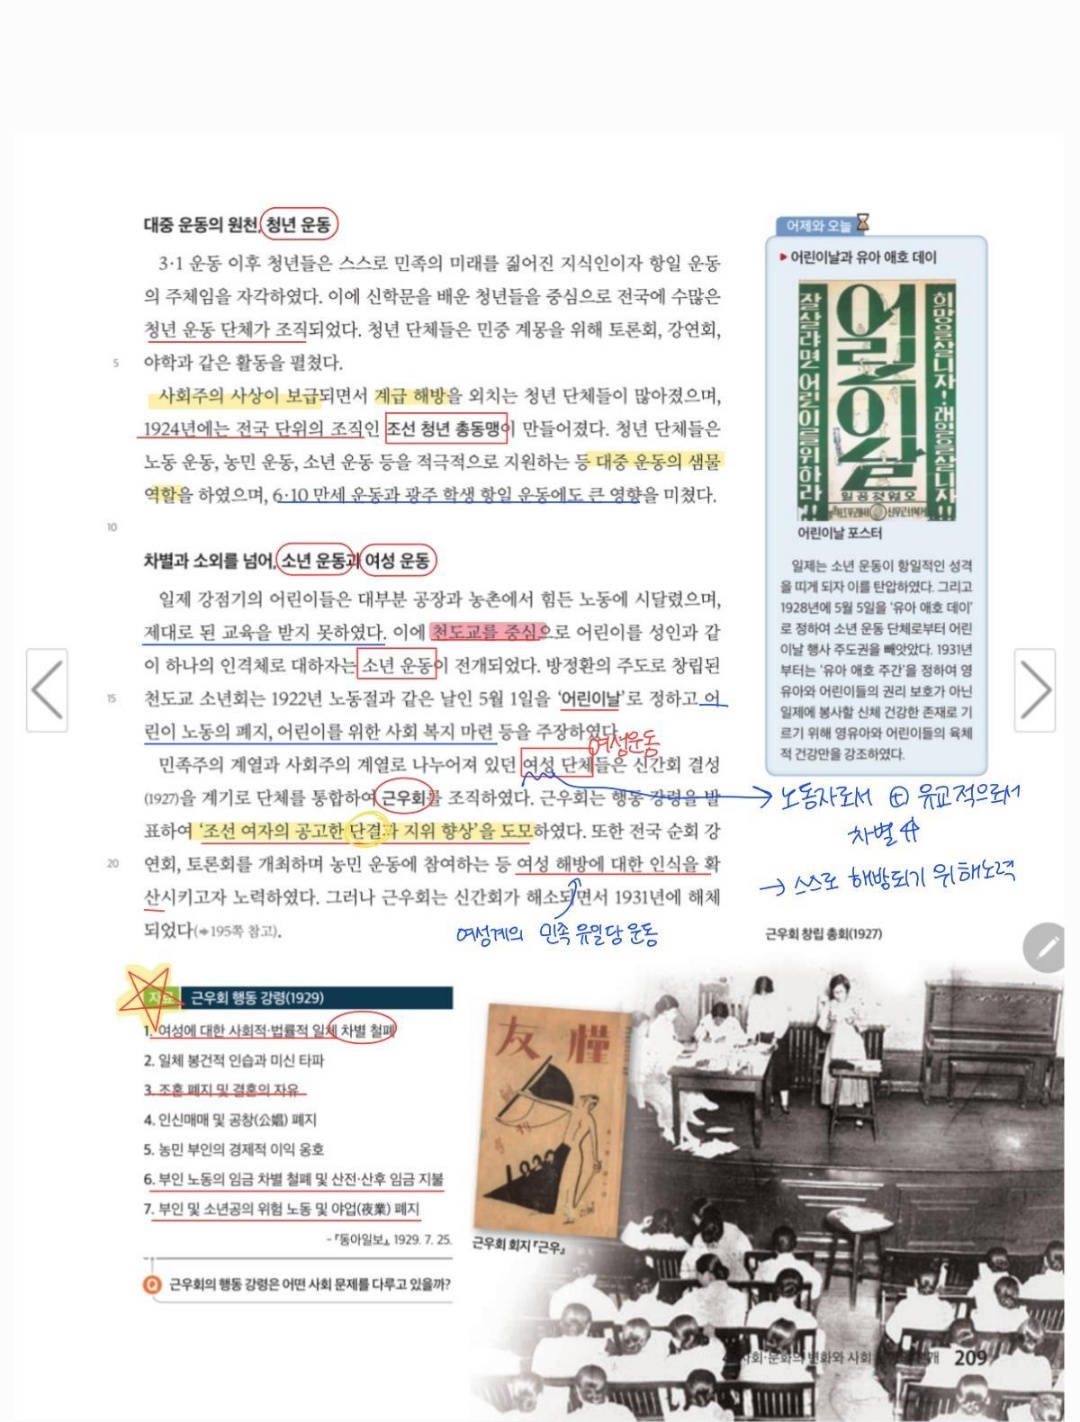 대중 운동의 원천, 청년 운동
3·1 운동 이후 청년들은 스스로 민족의 미래를 짊어진 지식인이자 항일 운동
의 주체임을 자각하였다. 이에 신학문을 배운 청년들을 중심으로 전국에 수많은
청년 운동 단체가 조직되었다. 청년 단체들은 민중 계몽을 위해 토론회, 강연회,
5 야학과 같은 활동을 펼쳤다.
사회주의 사상이 보급되면서 계급 해방을 외치는 청년 단체들이 많아졌으며,
1924년에는 전국 단위의 조직인 조선 청년 총동맹이 만들어졌다. 청년 단체들은
노동 운동, 농민 운동, 소년 운동 등을 적극적으로 지원하는 등 대중 운동의 샘물
역할을 하였으며, 6·10 만세 운동과 광주 학생 항일 운동에도 큰 영향을 미쳤다.
10
차별과 소외를 넘어, 소년 운동과 여성 운동
일제 강점기의 어린이들은 대부분 공장과 농촌에서 힘든 노동에 시달렸으며,
제대로 된 교육을 받지 못하였다. 이에 천도교를 중심으로 어린이를 성인과 같
이 하나의 인격체로 대하자는 소년 운동이 전개되었다. 방정환의 주도로 창립된
15 천도교 소년회는 1922년 노동절과 같은 날인 5월 1일을 '어린이날'로 정하고 어
린이 노동의 폐지, 어린이를 위한 사회 복지 마련 등을 주장하였다.
여성운동
민족주의 계열과 사회주의 계열로 나누어져 있던 여성 단체들은 신간회 결성
(1927)을 계기로 단체를 통합하여 근우회를 조직하였다. 근우회는 행동 강령을 발
표하여 '조선 여자의 공고한 단결과 지위 향상'을 도모하였다. 또한 전국 순회 강
20 연회, 토론회를 개최하며 농민 운동에 참여하는 등 여성 해방에 대한 인식을 확
산시키고자 노력하였다. 그러나 근우회는 신간회가 해소되면서 1931년에 해체
되었다(➔195쪽 참고).
여성계의 민족 유일당 운동
어제와 오늘
▶ 어린이날과 유아 애호 데이
희망을살니자!래일을살니자!!
어린이날
잘살랴면어린이를위하라!!
오월첫공일
어린이날 포스터
일제는 소년 운동이 항일적인 성격
을 띠게 되자 이를 탄압하였다. 그리고
1928년에 5월 5일을 '유아 애호 데이'
로 정하여 소년 운동 단체로부터 어린
이날 행사 주도권을 빼앗았다. 1931년
부터는 '유아 애호 주간'을 정하여 영
유아와 어린이들의 권리 보호가 아닌
일제에 봉사할 신체 건강한 존재로 기
르기 위해 영유아와 어린이들의 육체
적 건강만을 강조하였다.
→ 노동자로서 ⊕ 유교적으로서
차별
→ 스스로 해방되기 위해 노력
근우회 창립 총회(1927)
자료 근우회 행동 강령(1929)
1. 여성에 대한 사회적·법률적 일체 차별 철폐
2. 일체 봉건적 인습과 미신 타파
3. 조혼 폐지 및 결혼의 자유
4. 인신매매 및 공창(公娼) 폐지
5. 농민 부인의 경제적 이익 옹호
6. 부인 노동의 임금 차별 철폐 및 산전·산후 임금 지불
7. 부인 및 소년공의 위험 노동 및 야업(夜業) 폐지
-『동아일보』, 1929. 7. 25.
Q 근우회의 행동 강령은 어떤 사회 문제를 다루고 있을까?
友 槿
근우회 회지 『근우』
사회·문화의 변화와 사회 개 209